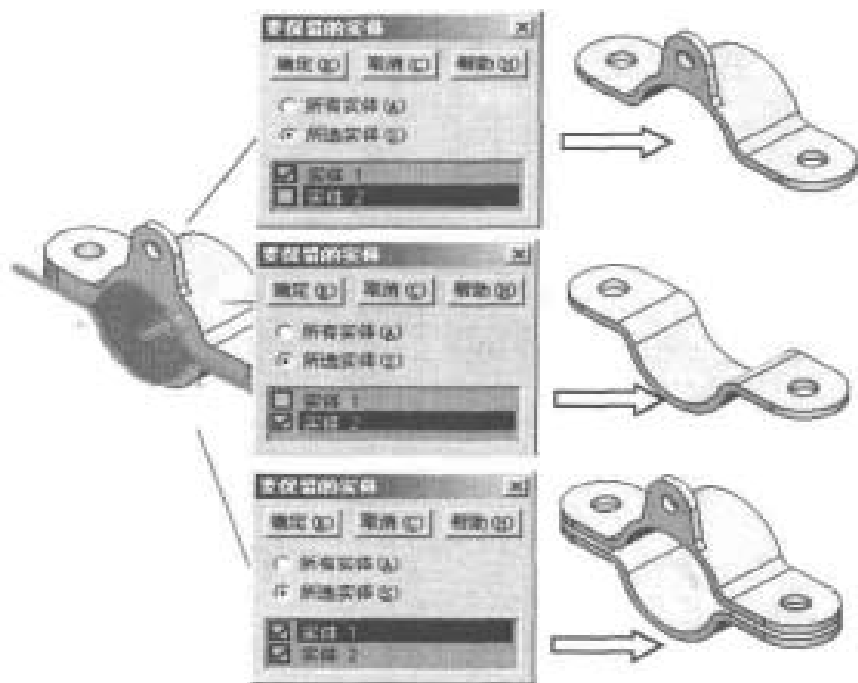 要保留的实体
确定(K) 取消(C) 帮助(H)
所有实体(A)
所选实体(S)
实体 1
实体 2
要保留的实体
确定(K) 取消(C) 帮助(H)
所有实体(A)
所选实体(S)
实体 1
实体 2
要保留的实体
确定(K) 取消(C) 帮助(H)
所有实体(A)
所选实体(S)
实体 1
实体 2